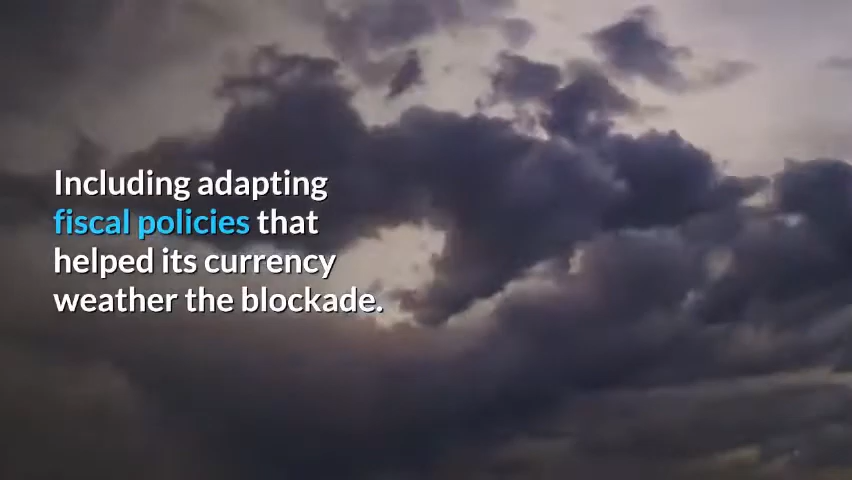 Including adapting
fiscal policies that
helped its currency
weather the blockade.